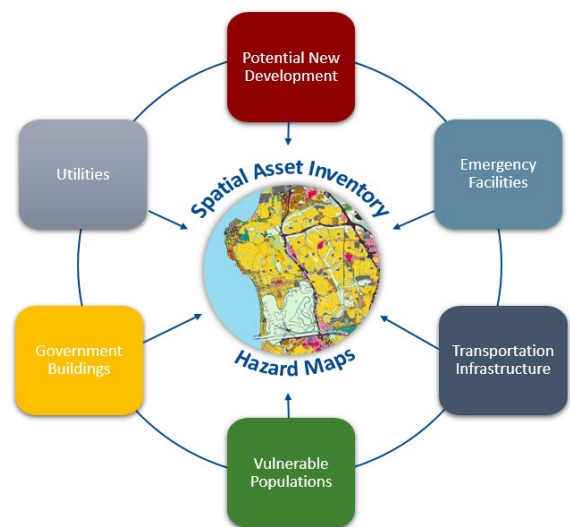 Potential New
Development
Emergency
Facilities
Transportation
Infrastructure
Vulnerable
Populations
Government
Buildings
Utilities
Spatial Asset Inventory
Hazard Maps